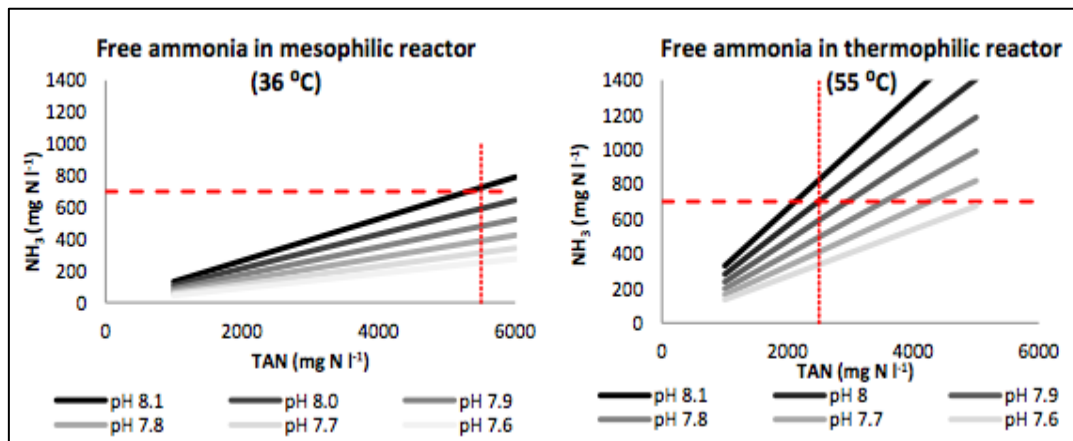 Free ammonia in mesophilic reactor
(36 ⁰C)
1400
1200
1000
800
600
400
200
0
NH₃ (mg N l⁻¹)
0 2000 4000 6000
TAN (mg N l⁻¹)
pH 8.1 pH 8.0 pH 7.9
pH 7.8 pH 7.7 pH 7.6
Free ammonia in thermophilic reactor
(55 ⁰C)
1400
1200
1000
800
600
400
200
0
NH₃ (mg N l⁻¹)
0 2000 4000 6000
TAN (mg N l⁻¹)
pH 8.1 pH 8 pH 7.9
pH 7.8 pH 7.7 pH 7.6